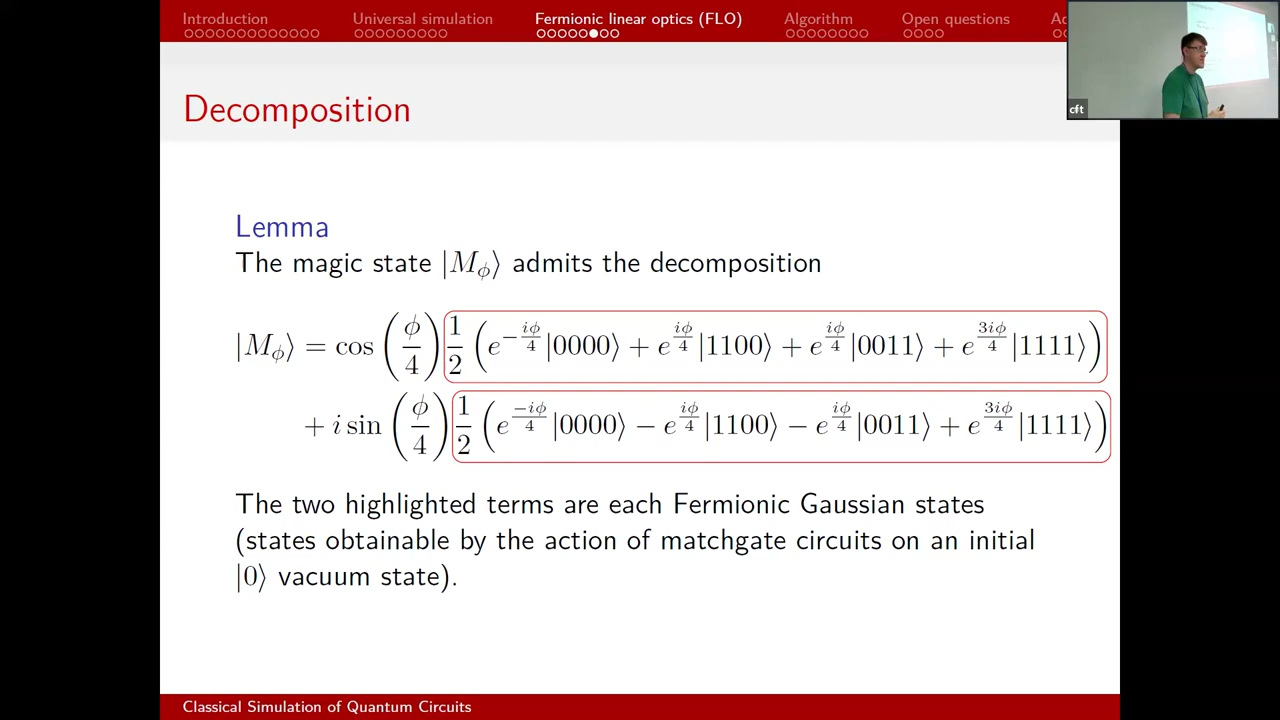 Introduction Universal simulation Fermionic linear optics (FLO) Algorithm Open questions Ac
cft
Decomposition
Lemma
The magic state |M_ϕ⟩ admits the decomposition
|M_ϕ⟩ = cos(ϕ/4) 1/2 (e^{-iϕ/4}|0000⟩ + e^{iϕ/4}|1100⟩ + e^{iϕ/4}|0011⟩ + e^{3iϕ/4}|1111⟩)
+ i sin(ϕ/4) 1/2 (e^{-iϕ/4}|0000⟩ − e^{iϕ/4}|1100⟩ − e^{iϕ/4}|0011⟩ + e^{3iϕ/4}|1111⟩)
The two highlighted terms are each Fermionic Gaussian states
(states obtainable by the action of matchgate circuits on an initial
|0⟩ vacuum state).
Classical Simulation of Quantum Circuits